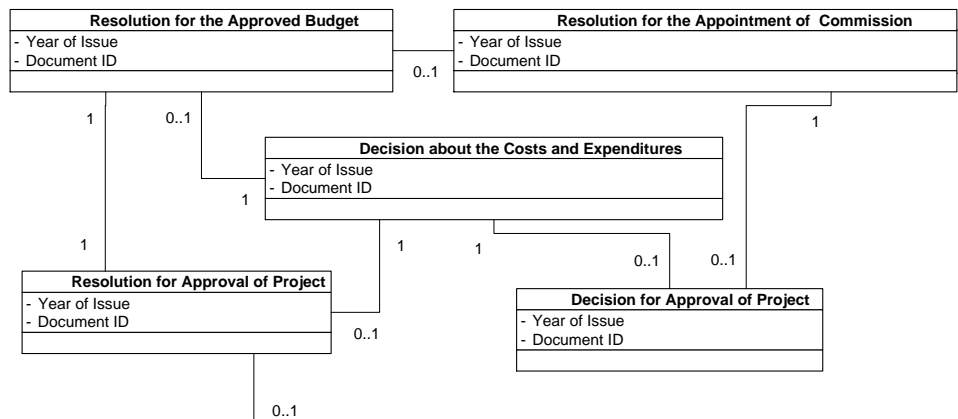 Resolution for the Approved Budget
- Year of Issue
- Document ID
Resolution for the Appointment of Commission
- Year of Issue
- Document ID
0..1
1
0..1
1
Decision about the Costs and Expenditures
- Year of Issue
- Document ID
1
1
1
1
0..1
0..1
Resolution for Approval of Project
- Year of Issue
- Document ID
0..1
Decision for Approval of Project
- Year of Issue
- Document ID
0..1